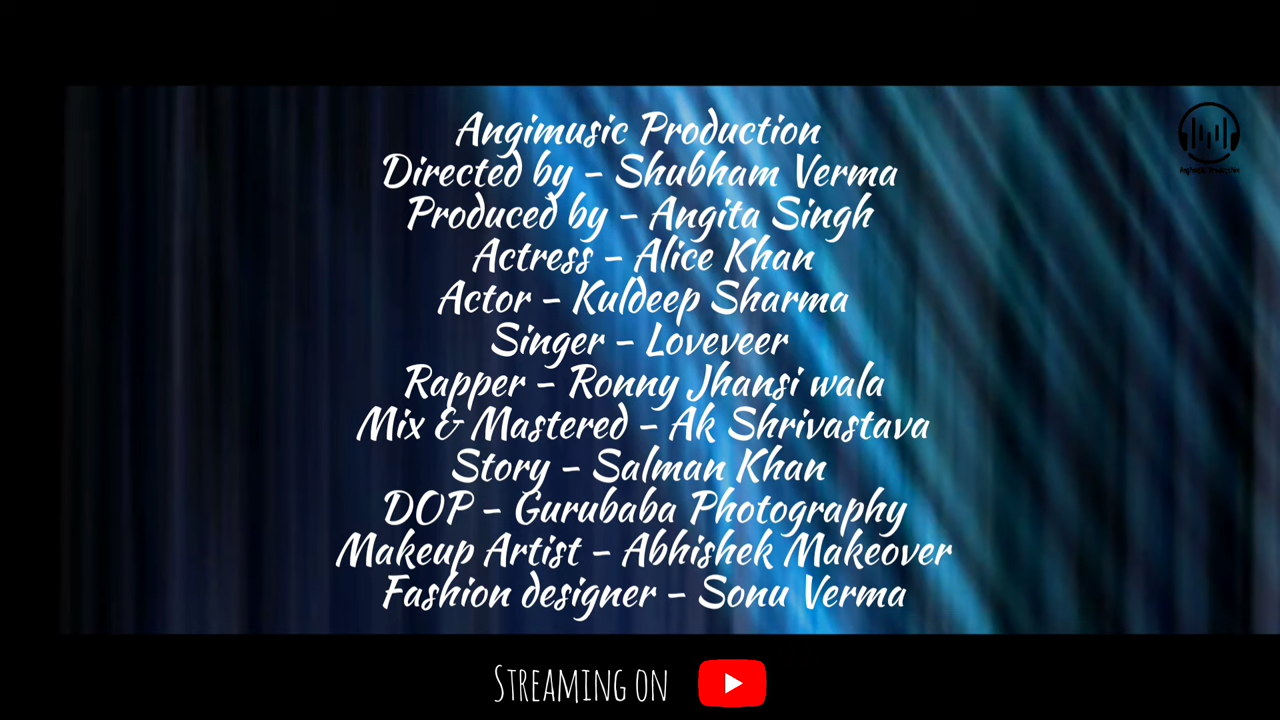 Angimusic Production
Directed by - Shubham Verma
Produced by - Angita Singh
Actress - Alice Khan
Actor - Kuldeep Sharma
Singer - Loveveer
Rapper - Ronny Jhansi wala
Mix & Mastered - Ak Shrivastava
Story - Salman Khan
DOP - Gurubaba Photography
Makeup Artist - Abhishek Makeover
Fashion designer - Sonu Verma
Streaming on